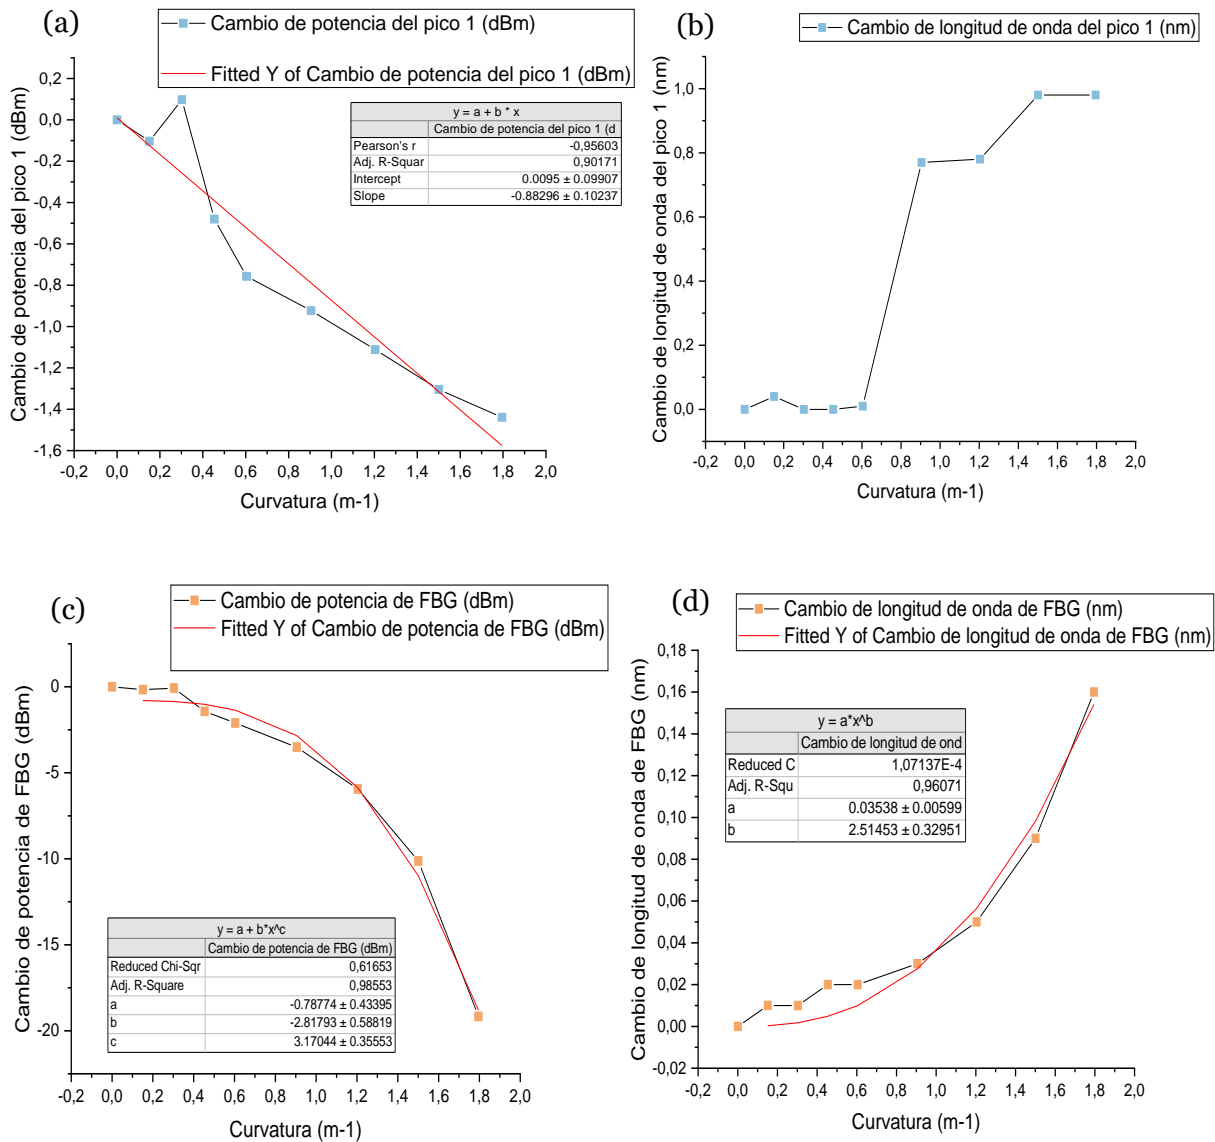 (a)
Cambio de potencia del pico 1 (dBm)
Fitted Y of Cambio de potencia del pico 1 (dBm)
Cambio de potencia del pico 1 (dBm)
0,2
0,0
-0,2
-0,4
-0,6
-0,8
-1,0
-1,2
-1,4
-1,6
y = a + b * x
Cambio de potencia del pico 1 (d
Pearson's r -0,95603
Adj. R-Squar 0,90171
Intercept 0.0095 ± 0.09907
Slope -0.88296 ± 0.10237
-0,2 0,0 0,2 0,4 0,6 0,8 1,0 1,2 1,4 1,6 1,8 2,0
Curvatura (m-1)
(b)
Cambio de longitud de onda del pico 1 (nm)
Cambio de longitud de onda del pico 1 (nm)
1,0
0,8
0,6
0,4
0,2
0,0
-0,2 0,0 0,2 0,4 0,6 0,8 1,0 1,2 1,4 1,6 1,8 2,0
Curvatura (m-1)
(c)
Cambio de potencia de FBG (dBm)
Fitted Y of Cambio de potencia de FBG (dBm)
Cambio de potencia de FBG (dBm)
0
-5
-10
-15
-20
y = a + b*x^c
Cambio de potencia de FBG (dBm)
Reduced Chi-Sqr 0,61653
Adj. R-Square 0,98553
a -0.78774 ± 0.43395
b -2.81793 ± 0.58819
c 3.17044 ± 0.35553
-0,2 0,0 0,2 0,4 0,6 0,8 1,0 1,2 1,4 1,6 1,8 2,0
Curvatura (m-1)
(d)
Cambio de longitud de onda de FBG (nm)
Fitted Y of Cambio de longitud de onda de FBG (nm)
Cambio de longitud de onda de FBG (nm)
0,18
0,16
0,14
0,12
0,10
0,08
0,06
0,04
0,02
0,00
-0,02
y = a*x^b
Cambio de longitud de ond
Reduced C 1,07137E-4
Adj. R-Squ 0,96071
a 0.03538 ± 0.00599
b 2.51453 ± 0.32951
-0,2 0,0 0,2 0,4 0,6 0,8 1,0 1,2 1,4 1,6 1,8 2,0
Curvatura (m-1)